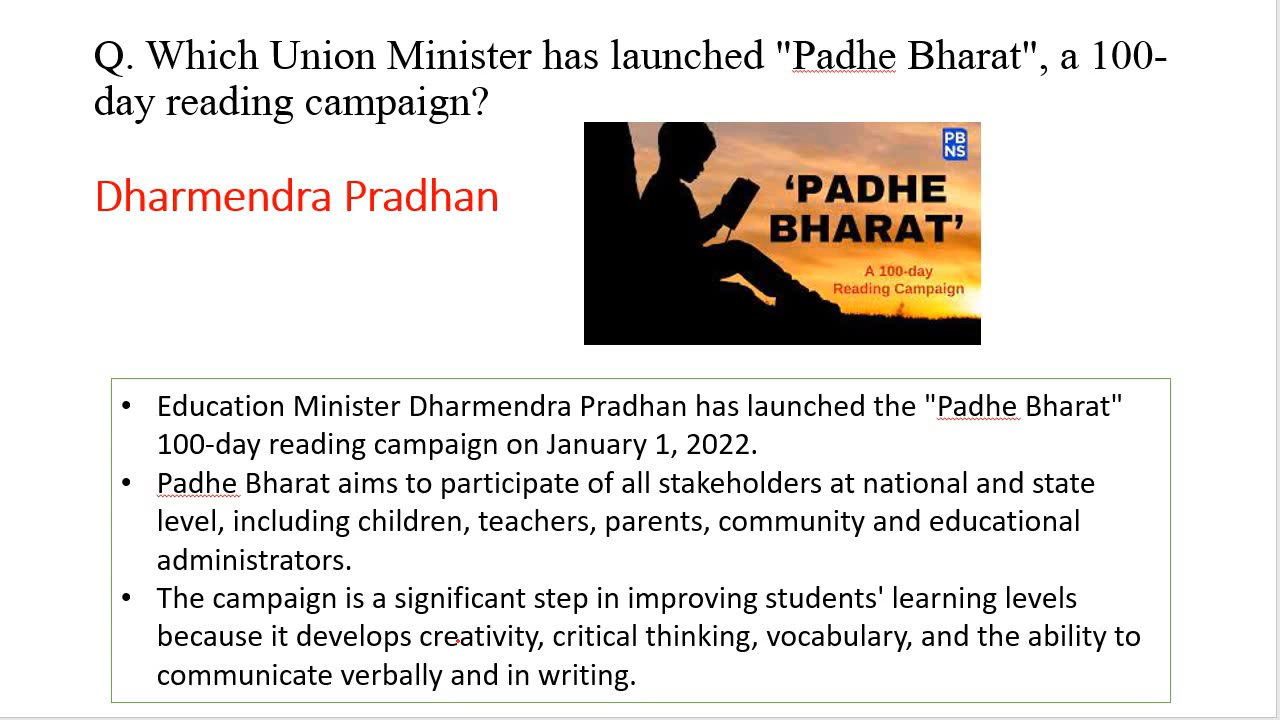 Q. Which Union Minister has launched "Padhe Bharat", a 100-
day reading campaign?
Dharmendra Pradhan
PB
NS
‘PADHE
BHARAT’
A 100-day
Reading Campaign
• Education Minister Dharmendra Pradhan has launched the "Padhe Bharat"
100-day reading campaign on January 1, 2022.
• Padhe Bharat aims to participate of all stakeholders at national and state
level, including children, teachers, parents, community and educational
administrators.
• The campaign is a significant step in improving students' learning levels
because it develops creativity, critical thinking, vocabulary, and the ability to
communicate verbally and in writing.